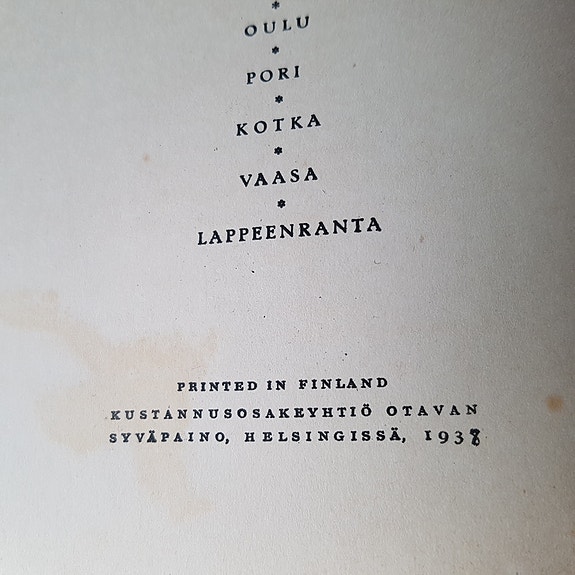 *
OULU
*
PORI
*
KOTKA
*
VAASA
*
LAPPEENRANTA
PRINTED IN FINLAND
KUSTANNUSOSAKEYHTIÖ OTAVAN
SYVÄPAINO, HELSINGISSÄ,